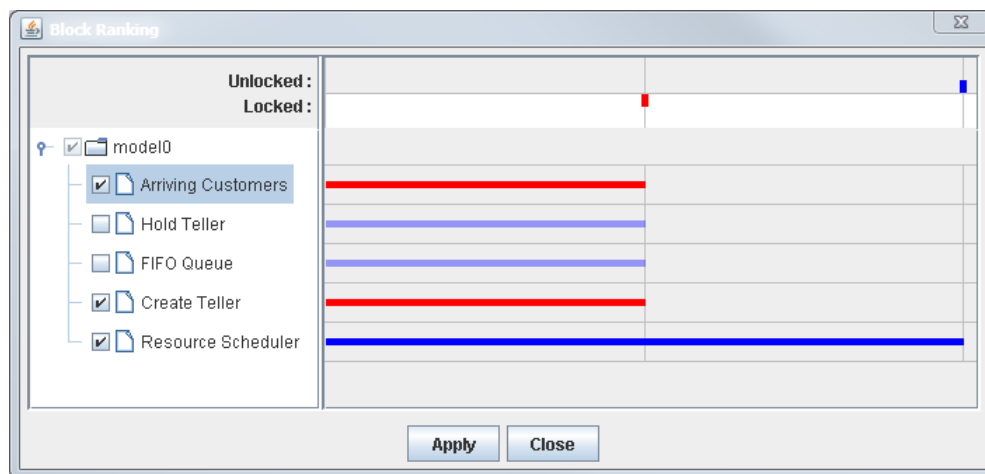 Block Ranking
Unlocked :
Locked :
model0
Arriving Customers
Hold Teller
FIFO Queue
Create Teller
Resource Scheduler
Apply Close